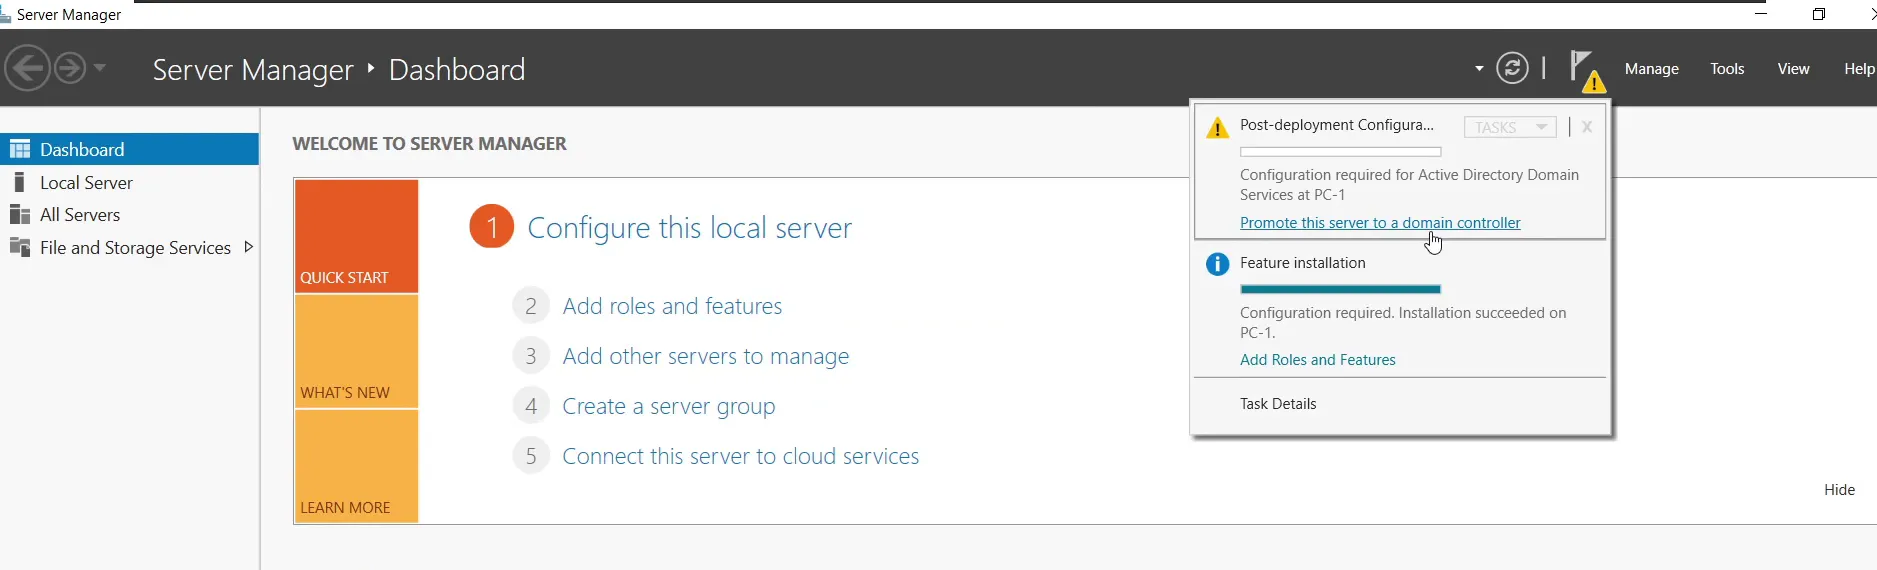 Server Manager
Server Manager ‣ Dashboard
Manage
Tools
View
Help
Dashboard
Local Server
All Servers
File and Storage Services
WELCOME TO SERVER MANAGER
QUICK START
WHAT'S NEW
LEARN MORE
1 Configure this local server
2 Add roles and features
3 Add other servers to manage
4 Create a server group
5 Connect this server to cloud services
Hide
Post-deployment Configura...
TASKS
X
Configuration required for Active Directory Domain
Services at PC-1
Promote this server to a domain controller
Feature installation
Configuration required. Installation succeeded on
PC-1.
Add Roles and Features
Task Details